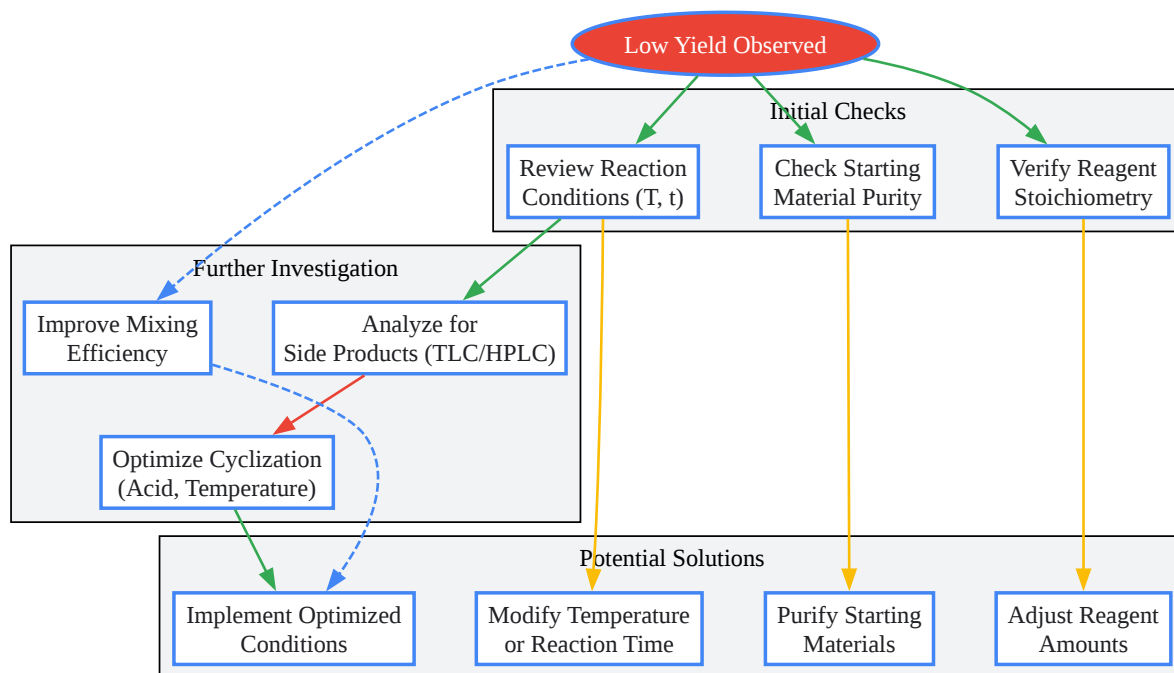 Low Yield Observed
Initial Checks
Review Reaction
Conditions (T, t)
Check Starting
Material Purity
Verify Reagent
Stoichiometry
Further Investigation
Improve Mixing
Efficiency
Analyze for
Side Products (TLC/HPLC)
Optimize Cyclization
(Acid, Temperature)
Potential Solutions
Implement Optimized
Conditions
Modify Temperature
or Reaction Time
Purify Starting
Materials
Adjust Reagent
Amounts